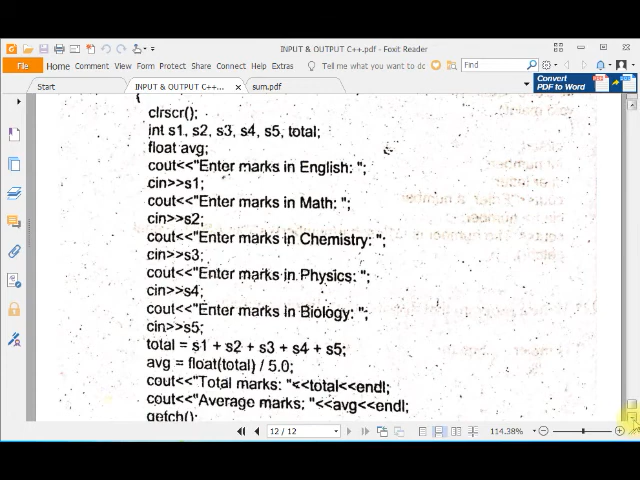 INPUT & OUTPUT C++.pdf - Foxit Reader
File Home Comment View Form Protect Share Connect Help Extras Tell me what you want to do... Find
Start INPUT & OUTPUT C++.... sum.pdf
Convert
PDF to Word
{
clrscr();
int s1, s2, s3, s4, s5, total;
float avg;
cout<<"Enter marks in English: ";
cin>>s1;
cout<<"Enter marks in Math: ";
cin>>s2;
cout<<"Enter marks in Chemistry: ";
cin>>s3;
cout<<"Enter marks in Physics: ";
cin>>s4;
cout<<"Enter marks in Biology: ";
cin>>s5;
total = s1 + s2 + s3 + s4 + s5;
avg = float(total) / 5.0;
cout<<"Total marks: "<<total<<endl;
cout<<"Average marks: "<<avg<<endl;
getch();
12 / 12 114.38%